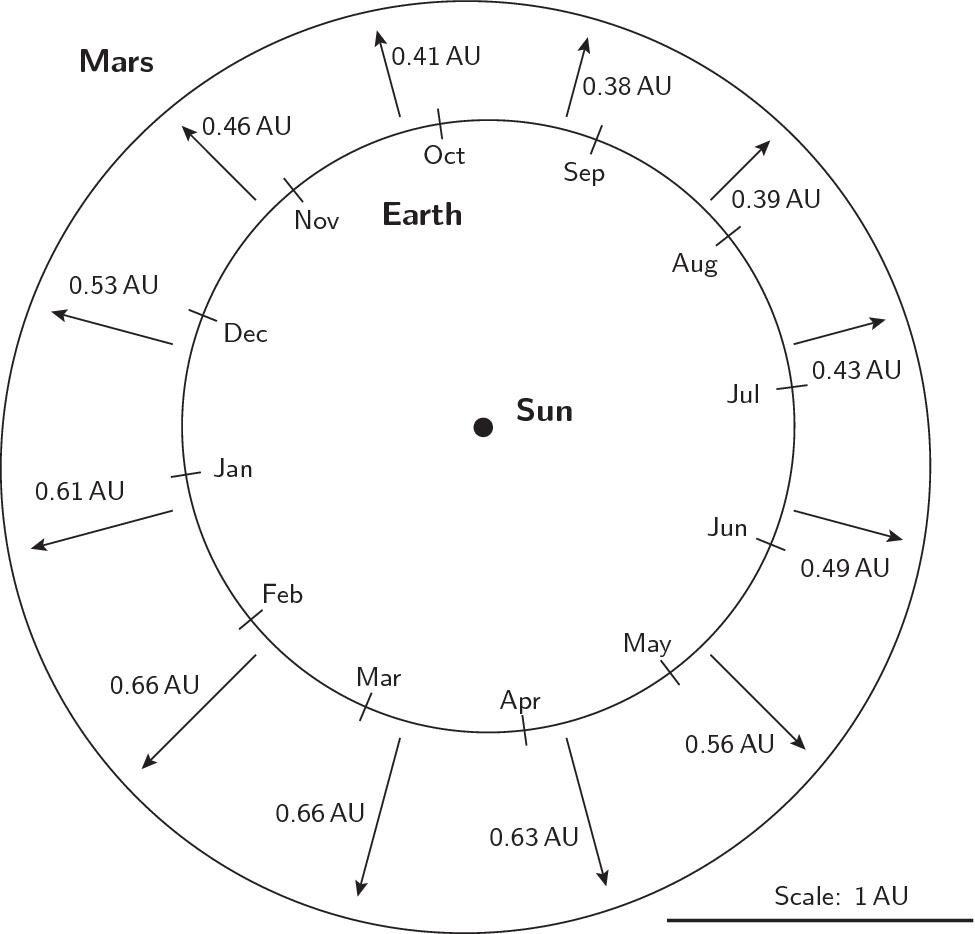 Mars
0.41 AU
0.38 AU
0.46 AU
Oct
Sep
0.39 AU
Nov
Earth
Aug
0.53 AU
Dec
0.43 AU
Jul
Sun
Jan
0.61 AU
Jun
0.49 AU
Feb
May
0.66 AU
Mar
Apr
0.56 AU
0.66 AU
0.63 AU
Scale: 1 AU